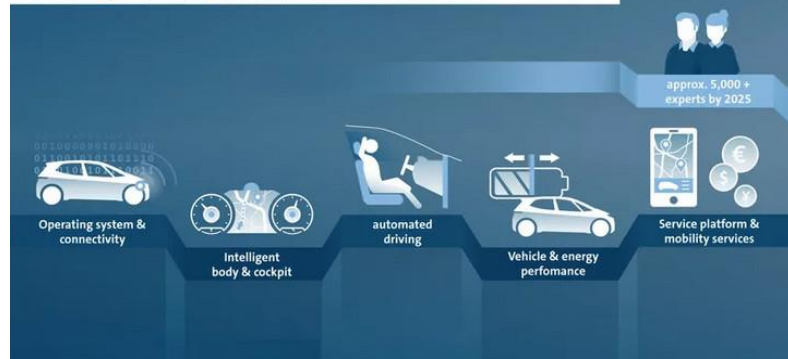 approx. 5,000 +
experts by 2025
Operating system &
connectivity
Intelligent
body & cockpit
automated
driving
Vehicle & energy
perfomance
Service platform &
mobility services
€
$
¥